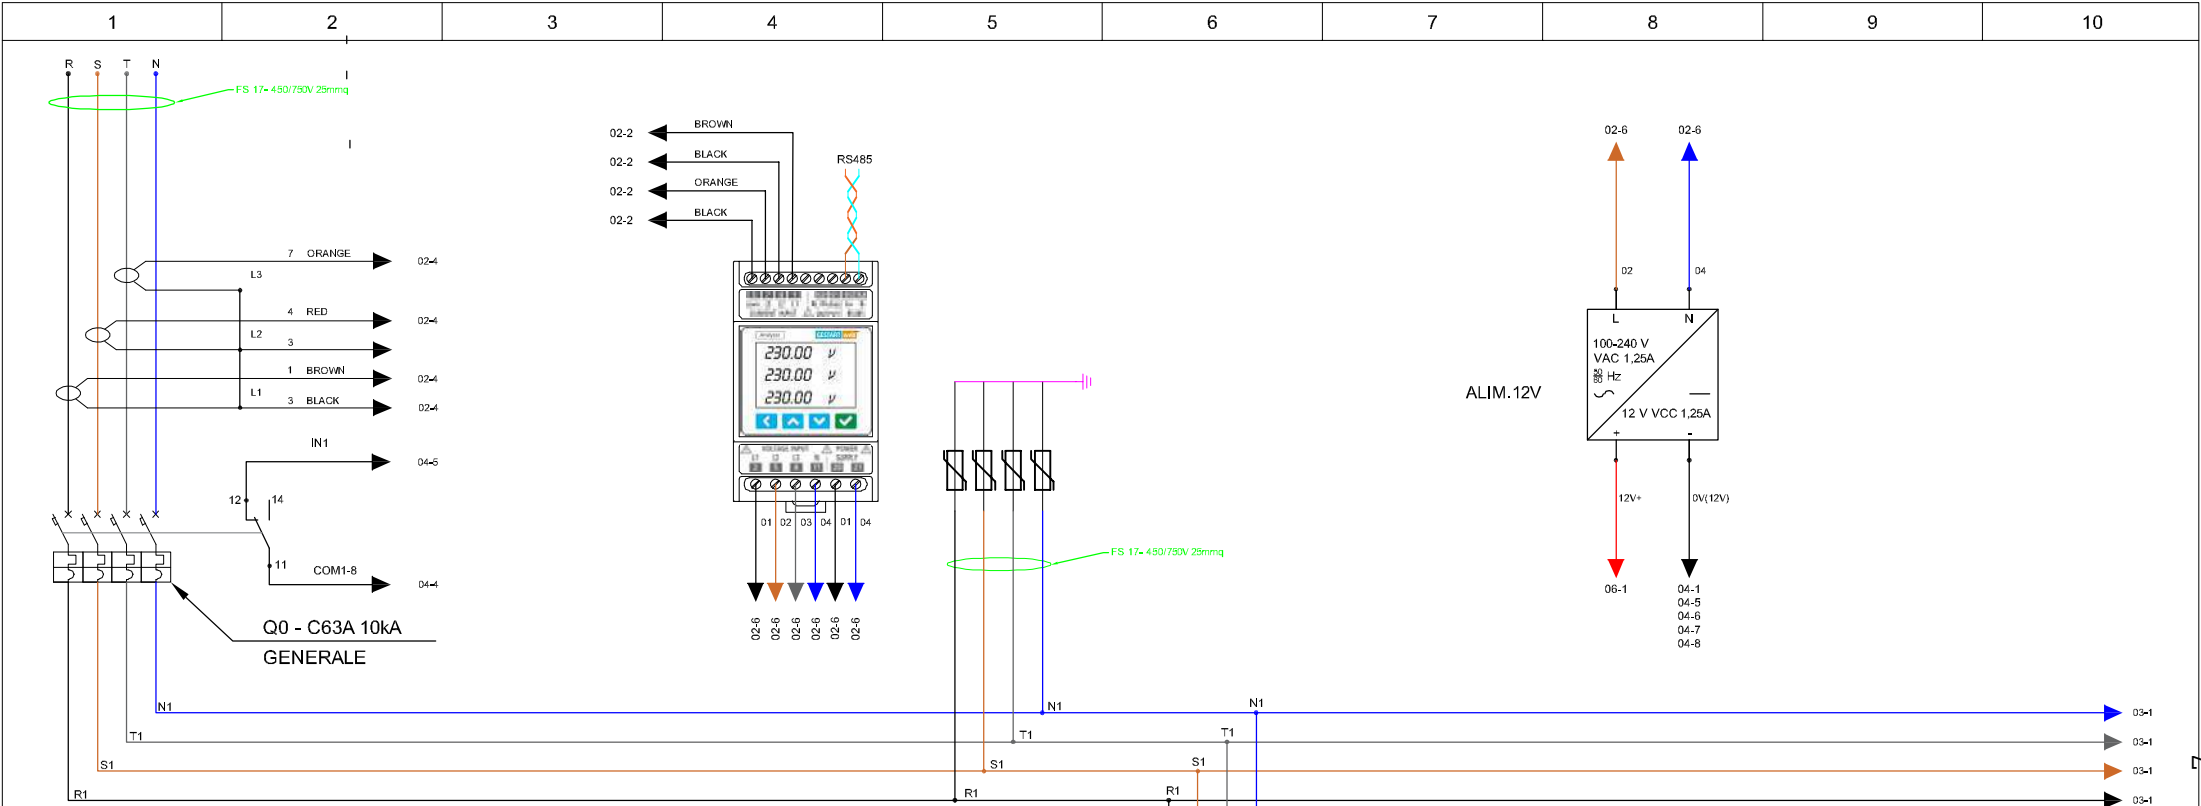 1 2 3 4 5 6 7 8 9 10
R S T N
FS 17- 450/750V 25mmq
02-2 BROWN
02-2 BLACK
02-2 ORANGE
02-2 BLACK
RS485
7 ORANGE 02-4
L3
4 RED 02-4
L2
3
1 BROWN 02-4
L1
3 BLACK 02-4
IN1
04-5
12 14
11
COM1-8
04-4
Q0 - C63A 10kA
GENERALE
230.00
230.00
230.00
VOLTAGE INPUT POWER SUPPLY
L1 L2 L3 N
01 02 03 04 01 04
02-6 02-6 02-6 02-6 02-6 02-6
FS 17- 450/750V 25mmq
02-6 02-6
02 04
L N
100-240 V
VAC 1,25A
Hz
ALIM.12V
12 V VCC 1,25A
+ -
12V+ 0V(12V)
06-1 04-1
04-5
04-6
04-7
04-8
N1 N1 N1 03-1
T1 T1 T1 03-1
S1 S1 S1 03-1
R1 R1 R1 03-1